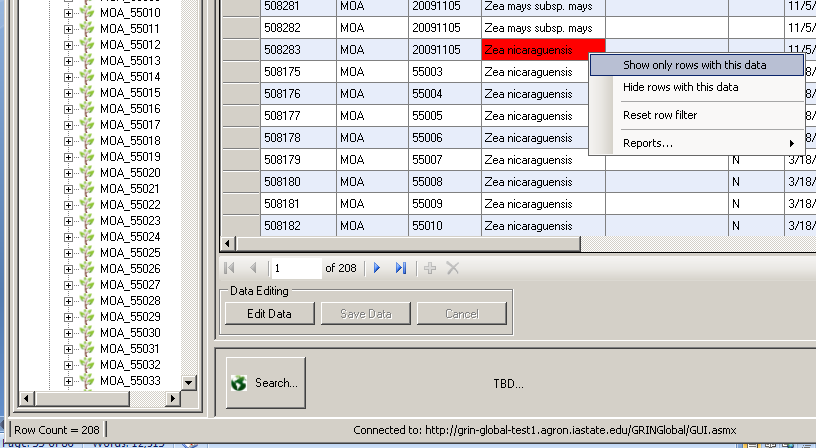 MOA_55010
MOA_55011
MOA_55012
MOA_55013
MOA_55014
MOA_55015
MOA_55016
MOA_55017
MOA_55018
MOA_55019
MOA_55020
MOA_55021
MOA_55022
MOA_55023
MOA_55024
MOA_55025
MOA_55026
MOA_55027
MOA_55028
MOA_55029
MOA_55030
MOA_55031
MOA_55032
MOA_55033
508281 MOA 20091105 Zea mays subsp. mays 11/5/
508282 MOA 20091105 Zea mays subsp. mays 11/5/
508283 MOA 20091105 Zea nicaraguensis 11/5/
508175 MOA 55003 Zea nicaraguensis
508176 MOA 55004 Zea nicaraguensis
508177 MOA 55005 Zea nicaraguensis
508178 MOA 55006 Zea nicaraguensis
508179 MOA 55007 Zea nicaraguensis N 3/18/
508180 MOA 55008 Zea nicaraguensis N 3/18/
508181 MOA 55009 Zea nicaraguensis N 3/18/
508182 MOA 55010 Zea nicaraguensis N 3/18/
Show only rows with this data
Hide rows with this data
Reset row filter
Reports...
1 of 208
Data Editing
Edit Data Save Data Cancel
Search... TBD...
Row Count = 208 Connected to: http://grin-global-test1.agron.iastate.edu/GRINGlobal/GUI.asmx